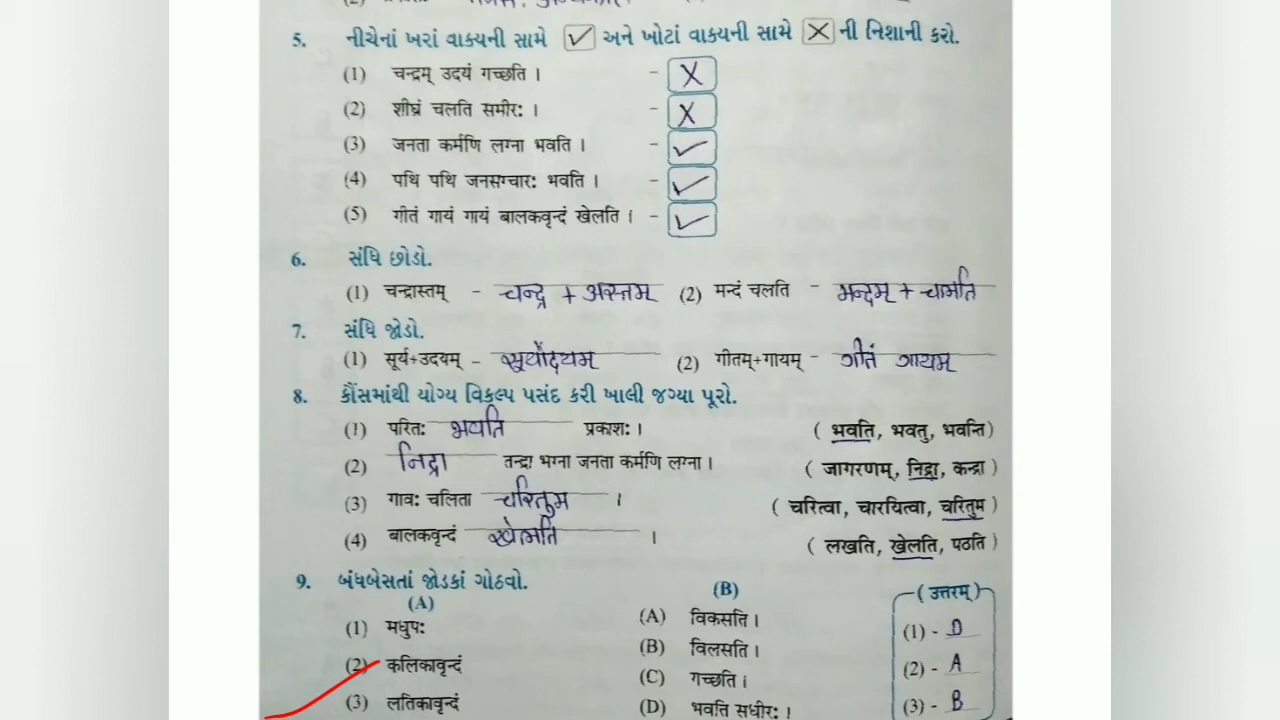 5. નીચેનાં ખરાં વાક્યની સામે ✓ અને ખોટાં વાક્યની સામે X ની નિશાની કરો.
(1) चन्द्रम् उदयं गच्छति । - X
(2) शीघ्रं चलति समीरः । - X
(3) जनता कर्मणि लग्ना भवति । - ✓
(4) पथि पथि जनसञ्चारः भवति । - ✓
(5) गीतं गायं गायं बालकवृन्दं खेलति । - ✓
6. સંધિ છોડો.
(1) चन्द्रास्तम् - चन्द्र + अस्तम् (2) मन्दं चलति - मन्दम् + चलति
7. સંધિ જોડો.
(1) सूर्य+उदयम् - सूर्योदयम् (2) गीतम्+गायम् - गीतं गायम्
8. કૌંસમાંથી યોગ્ય વિકલ્પ પસંદ કરી ખાલી જગ્યા પૂરો.
(1) परितः भवति प्रकाशः । ( भवति, भवतु, भवन्ति)
(2) निद्रा तन्द्रा भग्ना जनता कर्मणि लग्ना । ( जागरणम्, निद्रा, कन्द्रा )
(3) गावः चलिता चरितुम । ( चरित्वा, चारयित्वा, चरितुम )
(4) बालकवृन्दं खेलति । ( लखति, खेलति, पठति )
9. બંધબેસતાં જોડકાં ગોઠવો.
(A) (B) ( उत्तरम् )
(1) मधुपः (A) विकसति । (1) - D
(2) कलिकावृन्दं (B) विलसति । (2) - A
(3) लतिकावृन्दं (C) गच्छति । (3) - B
(D) भवति सधीरः ।